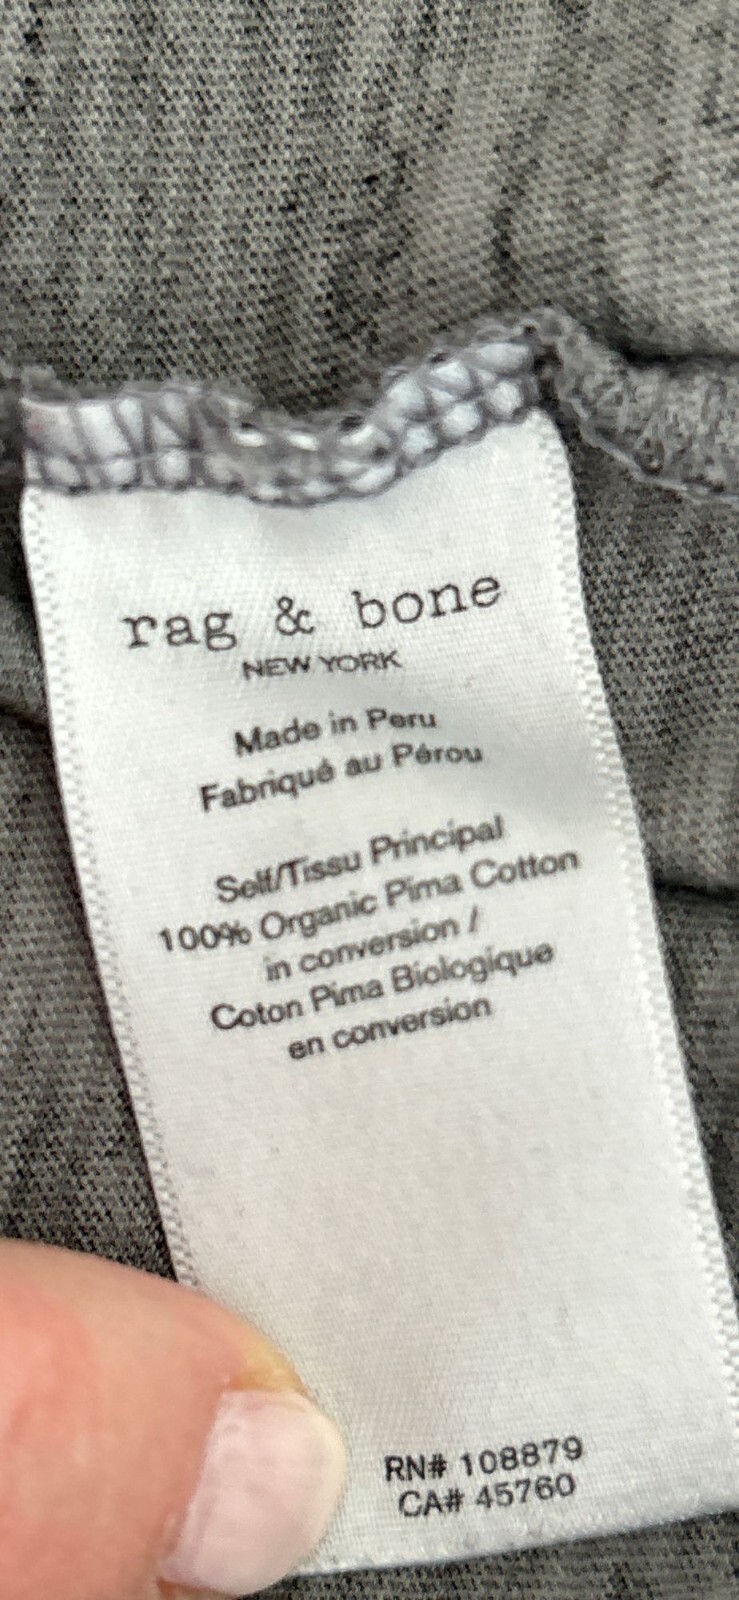 rag & bone
NEW YORK
Made in Peru
Fabriqué au Pérou
Self/Tissu Principal
100% Organic Pima Cotton
in conversion /
Coton Pima Biologique
en conversion
RN# 108879
CA# 45760